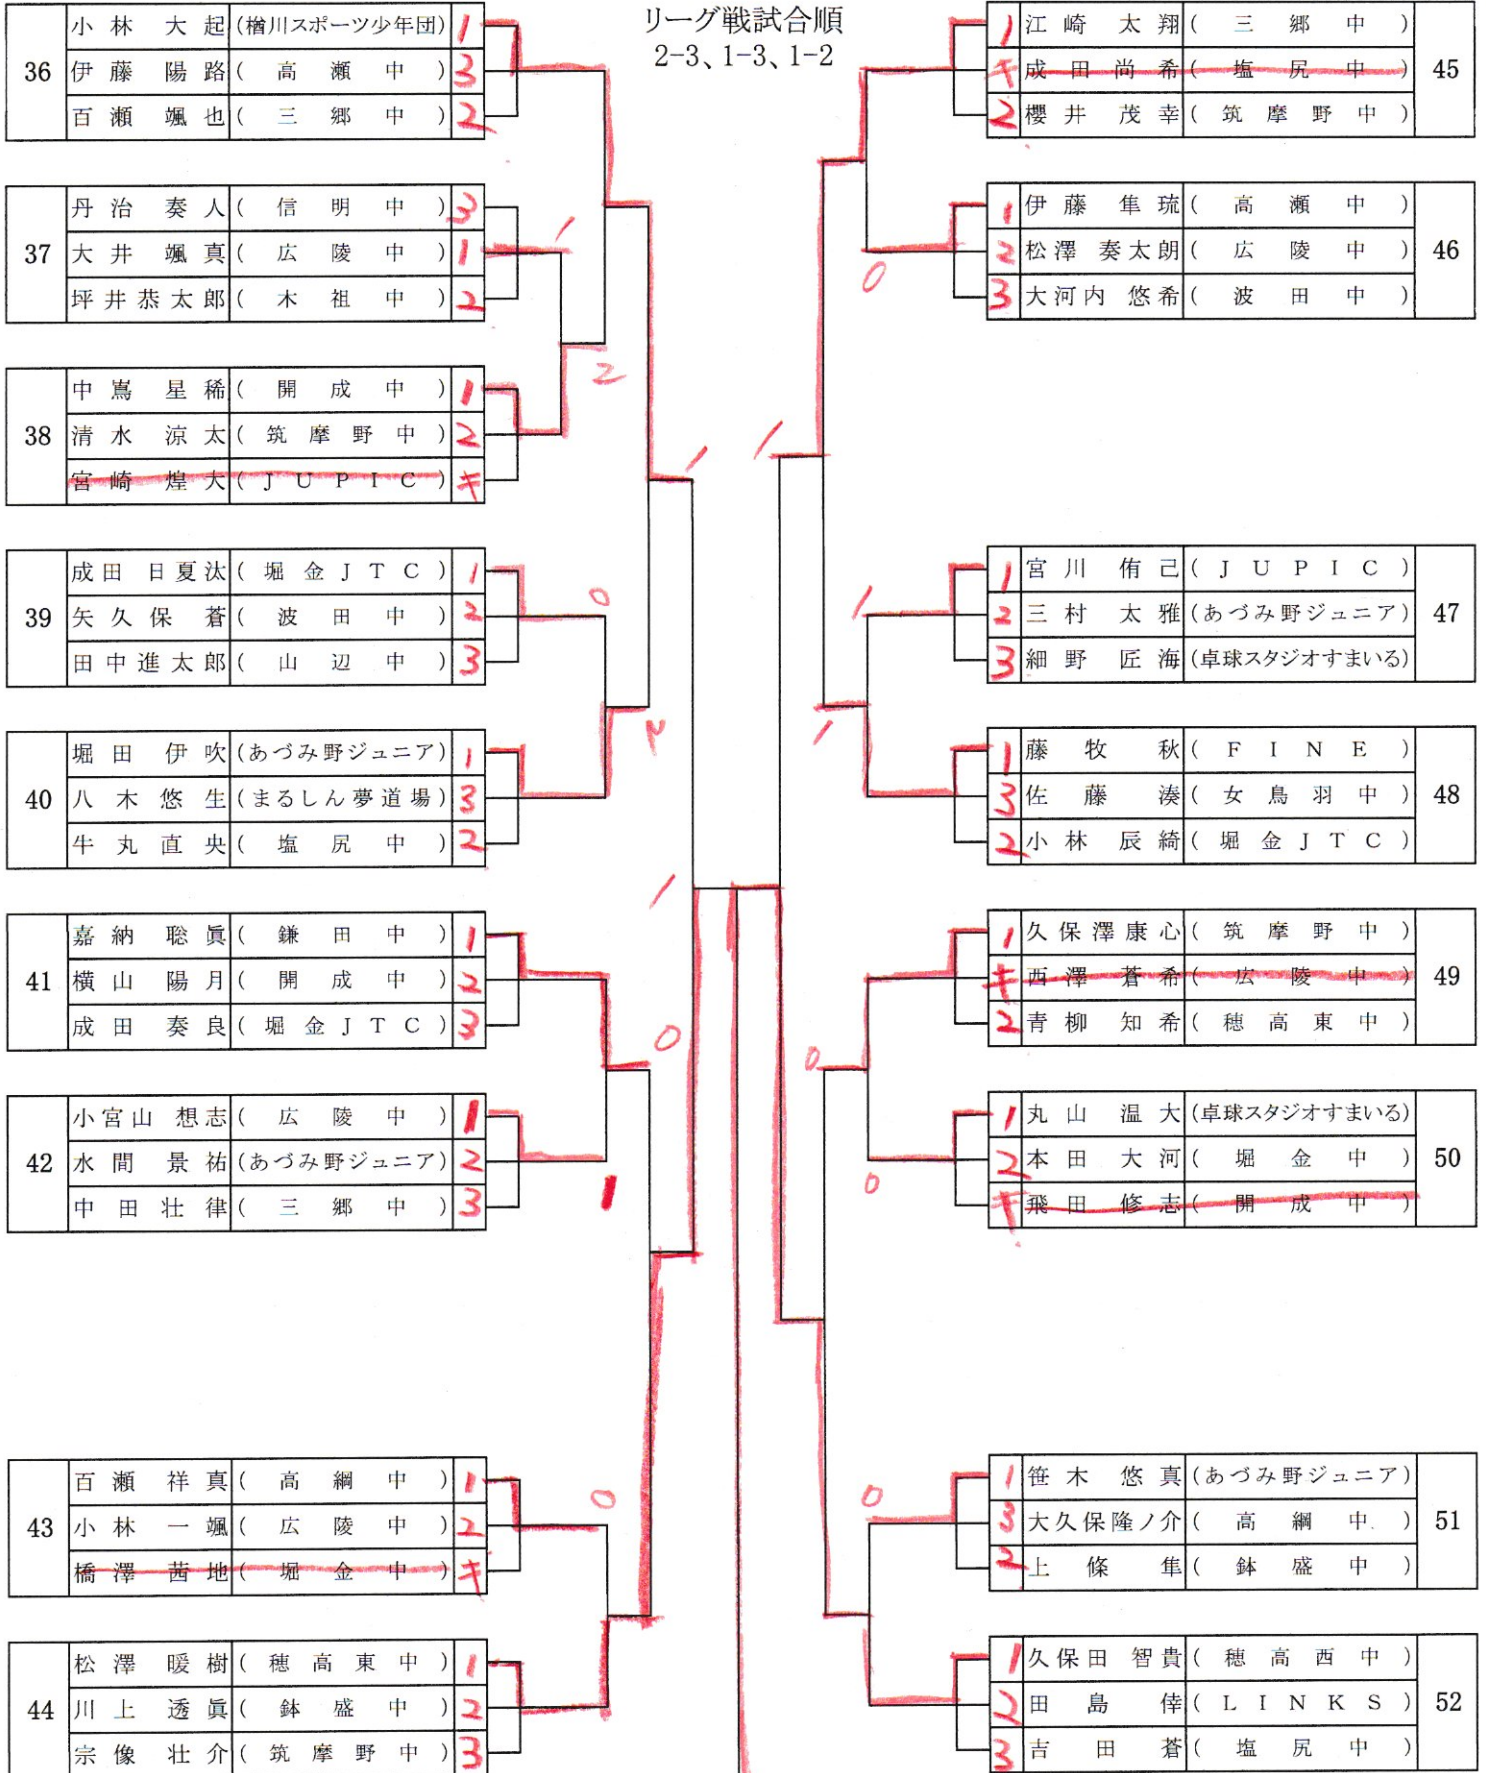 リーグ戦試合順
2-3、1-3、1-2
36
小林 大起 (楢川スポーツ少年団) 1
伊藤 陽路 (高瀬中) 3
百瀬 颯也 (三郷中) 2
37
丹治 奏人 (信明中) 3
大井 颯真 (広陵中) 1
坪井恭太郎 (木祖中) 2
1
38
中嶌 星稀 (開成中) 1
清水 涼太 (筑摩野中) 2
宮崎 煌大 (JUPIC) キ
2
1
39
成田 日夏汰 (堀金JTC) 1
矢久保 蒼 (波田中) 2
田中進太郎 (山辺中) 3
0
40
堀田 伊吹 (あづみ野ジュニア) 1
八木悠生 (まるしん夢道場) 3
牛丸直央 (塩尻中) 2
1
41
嘉納 聡眞 (鎌田中) 1
横山 陽月 (開成中) 2
成田 奏良 (堀金JTC) 3
0
42
小宮山 想志 (広陵中) 1
水間 景祐 (あづみ野ジュニア) 2
中田壮律 (三郷中) 3
1
43
百瀬 祥真 (高綱中) 1
小林 一颯 (広陵中) 2
橋澤 茜地 (堀金中) キ
0
44
松澤 暖樹 (穂高東中) 1
川上 透眞 (鉢盛中) 2
宗像 壮介 (筑摩野中) 3
1 江崎 太翔 (三郷中)
キ 成田尚希 (塩尻中)
2 櫻井 茂幸 (筑摩野中)
45
1 伊藤 隼琉 (高瀬中)
2 松澤 奏太朗 (広陵中)
3 大河内 悠希 (波田中)
46
0
1
1 宮川 侑己 (JUPIC)
2 三村 太雅 (あづみ野ジュニア)
3 細野 匠海 (卓球スタジオすまいる)
47
1
1
1 藤牧 秋 (FINE)
3 佐藤 湊 (女鳥羽中)
2 小林 辰綺 (堀金JTC)
48
1 久保澤康心 (筑摩野中)
キ 西澤 蒼希 (広陵中)
2 青柳 知希 (穂高東中)
49
0
1 丸山 温大 (卓球スタジオすまいる)
2 本田 大河 (堀金中)
キ 飛田 修志 (開成中)
50
0
1 笹木 悠真 (あづみ野ジュニア)
3 大久保隆ノ介 (高綱中)
2 上條 隼 (鉢盛中)
51
0
1 久保田 智貴 (穂高西中)
2 田島 倖 (LINKS)
3 吉田 蒼 (塩尻中)
52